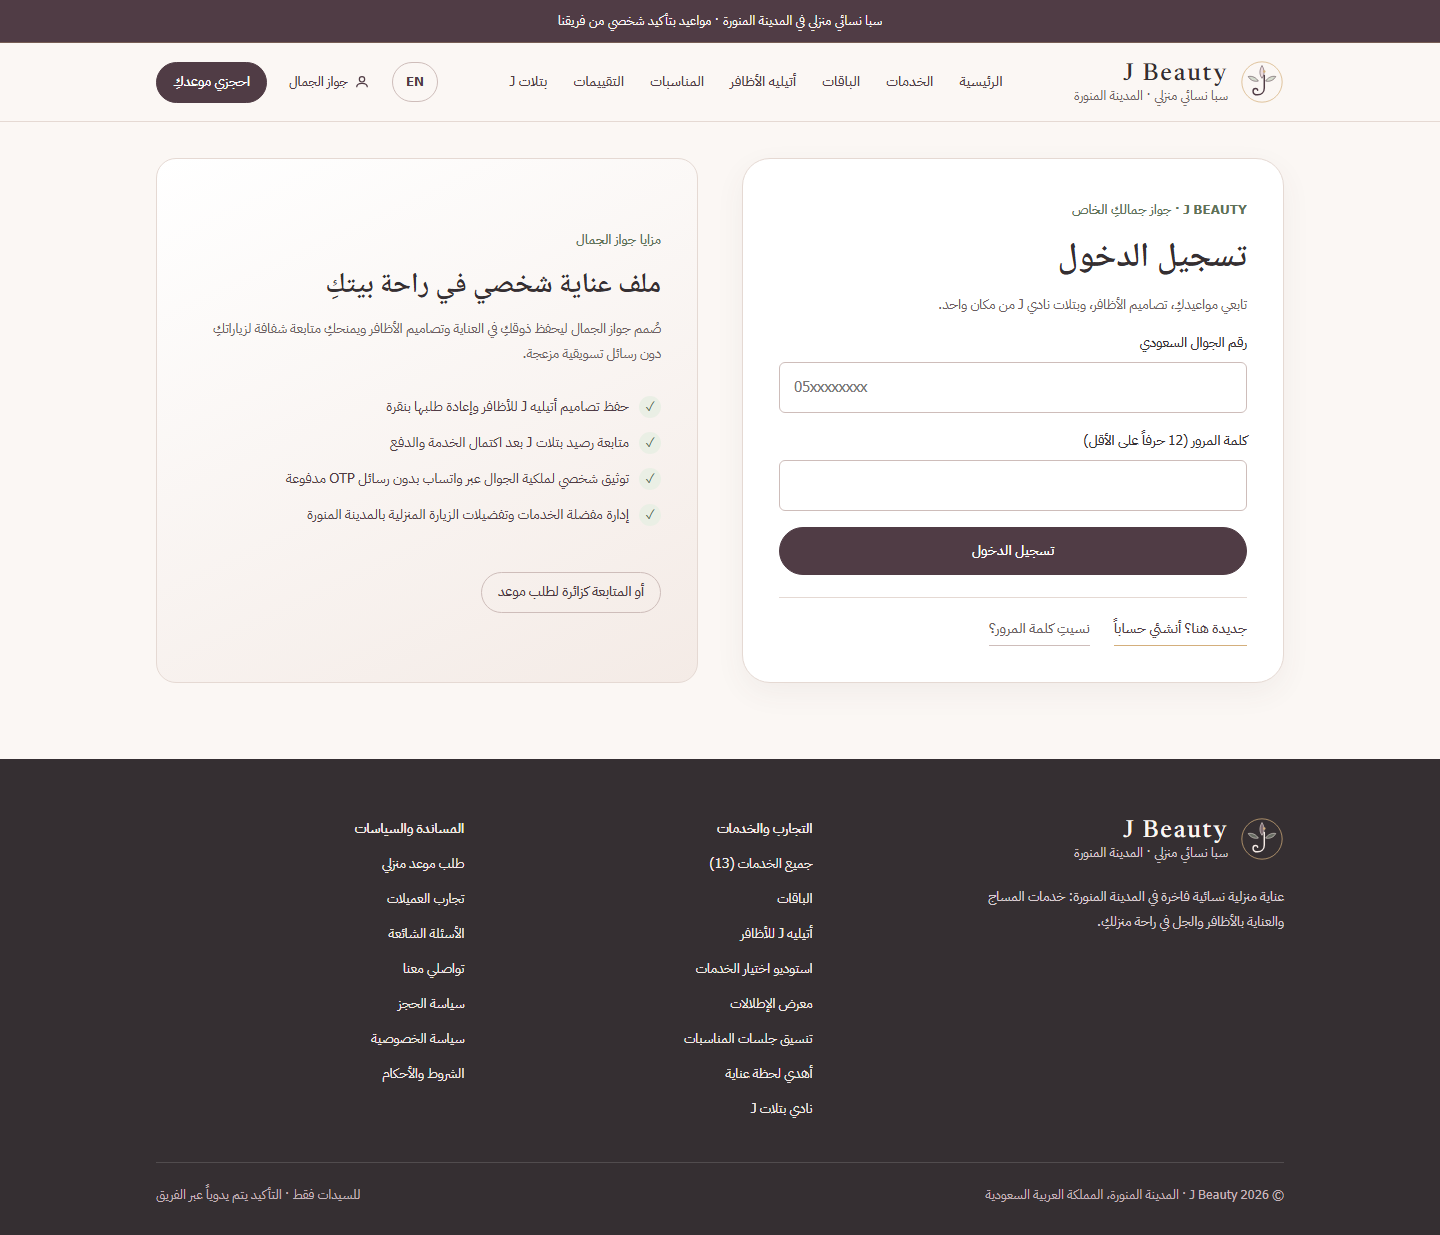 سبا نسائي منزلي في المدينة المنورة · مواعيد بتأكيد شخصي من فريقنا
J Beauty
سبا نسائي منزلي · المدينة المنورة
الرئيسية
الخدمات
الباقات
أتيليه الأظافر
المناسبات
التقييمات
بتلات J
EN
جواز الجمال
احجزي موعدكِ
J BEAUTY · جواز جمالكِ الخاص
تسجيل الدخول
تابعي مواعيدكِ، تصاميم الأظافر، وبتلات نادي J من مكان واحد.
رقم الجوال السعودي
05xxxxxxxx
كلمة المرور (12 حرفاً على الأقل)
تسجيل الدخول
جديدة هنا؟ أنشئي حساباً
نسيتِ كلمة المرور؟
مزايا جواز الجمال
ملف عناية شخصي في راحة بيتكِ
صُمم جواز الجمال ليحفظ ذوقكِ في العناية وتصاميم الأظافر ويمنحكِ متابعة شفافة لزياراتكِ
دون رسائل تسويقية مزعجة.
✓ حفظ تصاميم أتيليه J للأظافر وإعادة طلبها بنقرة
✓ متابعة رصيد بتلات J بعد اكتمال الخدمة والدفع
✓ توثيق شخصي لملكية الجوال عبر واتساب بدون رسائل OTP مدفوعة
✓ إدارة مفضلة الخدمات وتفضيلات الزيارة المنزلية بالمدينة المنورة
أو المتابعة كزائرة لطلب موعد
J Beauty
سبا نسائي منزلي · المدينة المنورة
عناية منزلية نسائية فاخرة في المدينة المنورة: خدمات المساج
والعناية بالأظافر والجل في راحة منزلكِ.
التجارب والخدمات
جميع الخدمات (13)
الباقات
أتيليه J للأظافر
استوديو اختيار الخدمات
معرض الإطلالات
تنسيق جلسات المناسبات
أهدي لحظة عناية
نادي بتلات J
المساندة والسياسات
طلب موعد منزلي
تجارب العميلات
الأسئلة الشائعة
تواصلي معنا
سياسة الحجز
سياسة الخصوصية
الشروط والأحكام
© 2026 J Beauty · المدينة المنورة، المملكة العربية السعودية
للسيدات فقط · التأكيد يتم يدوياً عبر الفريق